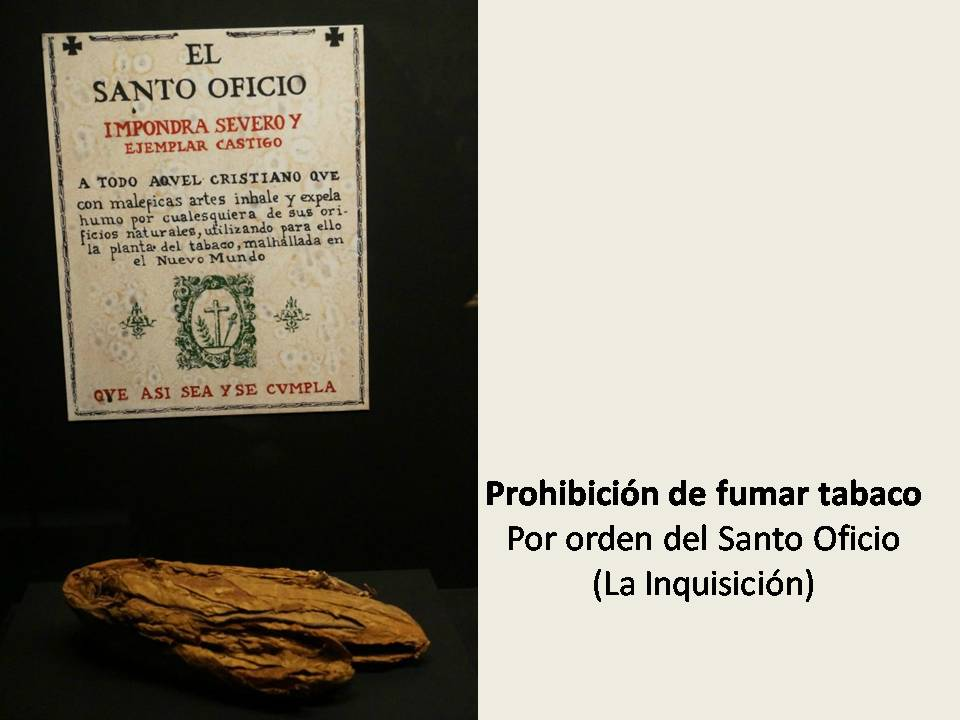 EL
SANTO OFICIO
IMPONDRA SEVERO Y
EJEMPLAR CASTIGO
A TODO AQVEL CRISTIANO QVE
con maleficas artes inhale y expela
humo por cualesquiera de sus ori-
ficios naturales, utilizando para ello
la planta del tabaco, malhallada en
el Nuevo Mundo
QVE ASI SEA Y SE CVMPLA
Prohibición de fumar tabaco
Por orden del Santo Oficio
(La Inquisición)